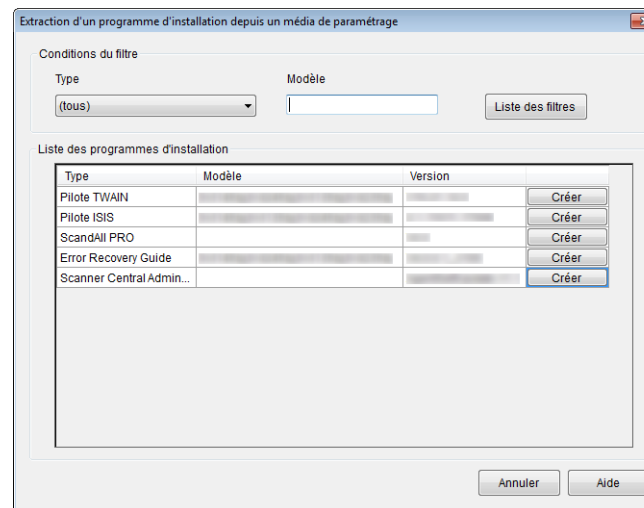 Extraction d'un programme d'installation depuis un média de paramétrage
Conditions du filtre
Type
Modèle
(tous)
Liste des filtres
Liste des programmes d'installation
Type Modèle Version
Pilote TWAIN Créer
Pilote ISIS Créer
ScandAll PRO Créer
Error Recovery Guide Créer
Scanner Central Admin... Créer
Annuler
Aide